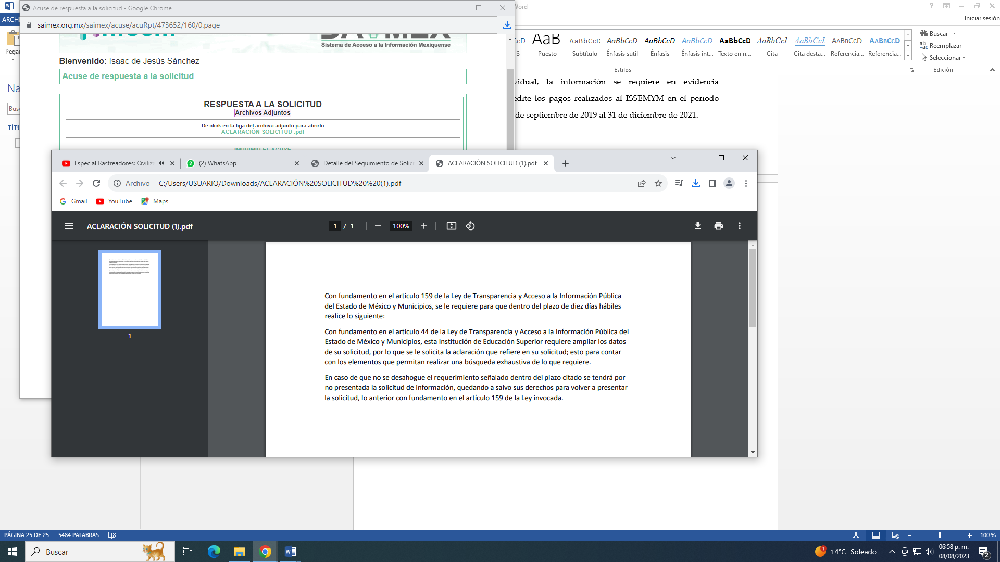 Acuse de respuesta a la solicitud - Google Chrome
saimex.org.mx/saimex/acuse/acuRpt/473652/160/0.page
Sistema de Acceso a la Información Mexiquense
Bienvenido: Isaac de Jesús Sánchez
Acuse de respuesta a la solicitud
RESPUESTA A LA SOLICITUD
Archivos Adjuntos
De click en la liga del archivo adjunto para abrirlo
ACLARACIÓN SOLICITUD .pdf
IMPRIMIR EL ACUSE
Word
Iniciar sesión
ARCHI
Pegar
AaBl AaBbCcD AaBbCcD AaBbCcD AaBbCcD AaBbCcD AaBbCcL AaBbCcL AaBbCcD AaBbCcD
3 Puesto Subtítulo Énfasis sutil Énfasis Énfasis int... Texto en n... Cita Cita desta... Referencia... Referencia...
Estilos
Buscar
Reemplazar
Seleccionar
Edición
Na
Bus
TÍTU
vidual, la información se requiere en evidencia
edite los pagos realizados al ISSEMYM en el periodo
de septiembre de 2019 al 31 de diciembre de 2021.
Especial Rastreadores: Civiliza
(2) WhatsApp
Detalle del Seguimiento de Solici
ACLARACIÓN SOLICITUD (1).pdf
Archivo C:/Users/USUARIO/Downloads/ACLARACIÓN%20SOLICITUD%20%20(1).pdf
Gmail YouTube Maps
ACLARACIÓN SOLICITUD (1).pdf
1 / 1
100%
1
Con fundamento en el articulo 159 de la Ley de Transparencia y Acceso a la Información Pública
del Estado de México y Municipios, se le requiere para que dentro del plazo de diez días hábiles
realice lo siguiente:
Con fundamento en el artículo 44 de la Ley de Transparencia y Acceso a la Información Pública del
Estado de México y Municipios, esta Institución de Educación Superior requiere ampliar los datos
de su solicitud, por lo que se le solicita la aclaración que refiere en su solicitud; esto para contar
con los elementos que permitan realizar una búsqueda exhaustiva de lo que requiere.
En caso de que no se desahogue el requerimiento señalado dentro del plazo citado se tendrá por
no presentada la solicitud de información, quedando a salvo sus derechos para volver a presentar
la solicitud, lo anterior con fundamento en el artículo 159 de la Ley invocada.
PÁGINA 25 DE 25 5484 PALABRAS
100 %
Buscar
14°C Soleado
06:58 p. m.
08/08/2023
2